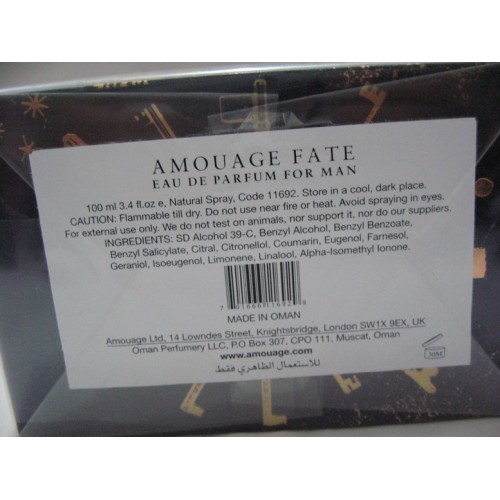 AMOUAGE FATE
EAU DE PARFUM FOR MAN
100 ml 3.4 fl.oz e, Natural Spray, Code 11692. Store in a cool, dark place.
CAUTION: Flammable till dry. Do not use near fire or heat. Avoid spraying in eyes.
For external use only. We do not test on animals, nor support it, nor do our suppliers.
INGREDIENTS: SD Alcohol 39-C, Benzyl Alcohol, Benzyl Benzoate,
Benzyl Salicylate, Citral, Citronellol, Coumarin, Eugenol, Farnesol,
Geraniol, Isoeugenol, Limonene, Linalool, Alpha-Isomethyl Ionone.
MADE IN OMAN
Amouage Ltd, 14 Lowndes Street, Knightsbridge, London SW1X 9EX, UK
Oman Perfumery LLC, P.O Box 307, CPO 111, Muscat, Oman
www.amouage.com
للاستعمال الظاهري فقط